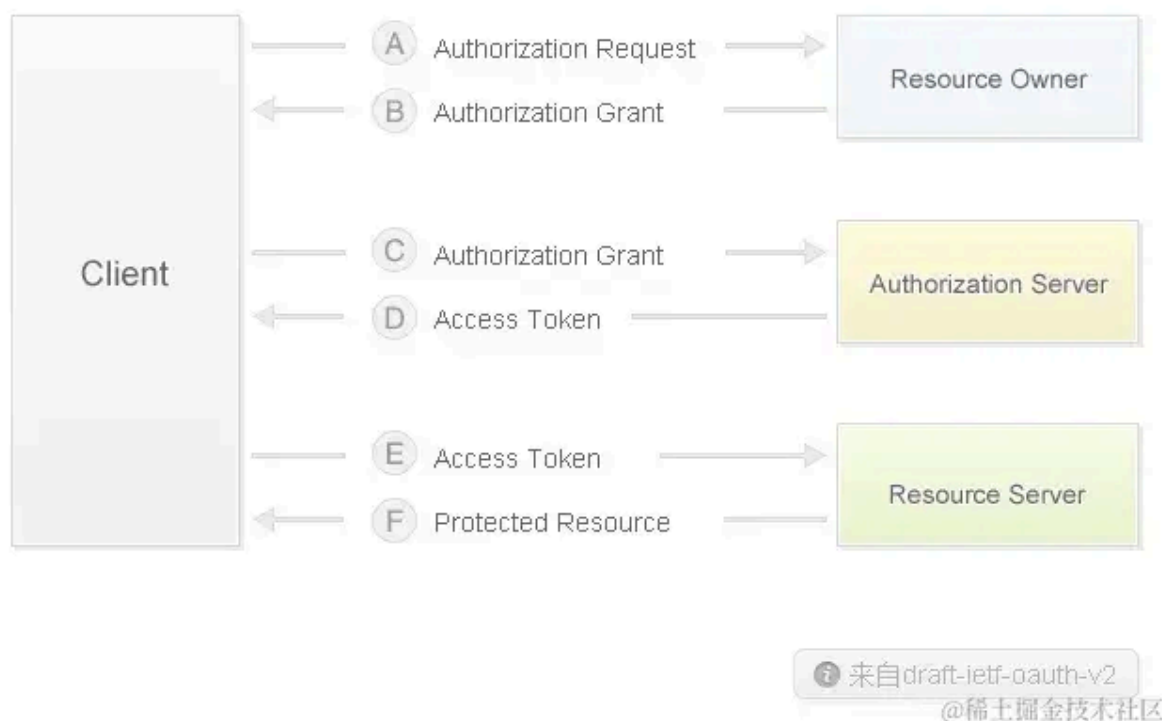 A Authorization Request
Resource Owner
B Authorization Grant
Client
C Authorization Grant
Authorization Server
D Access Token
E Access Token
Resource Server
F Protected Resource
i 来自draft-ietf-oauth-v2
@稀土掘金技术社区